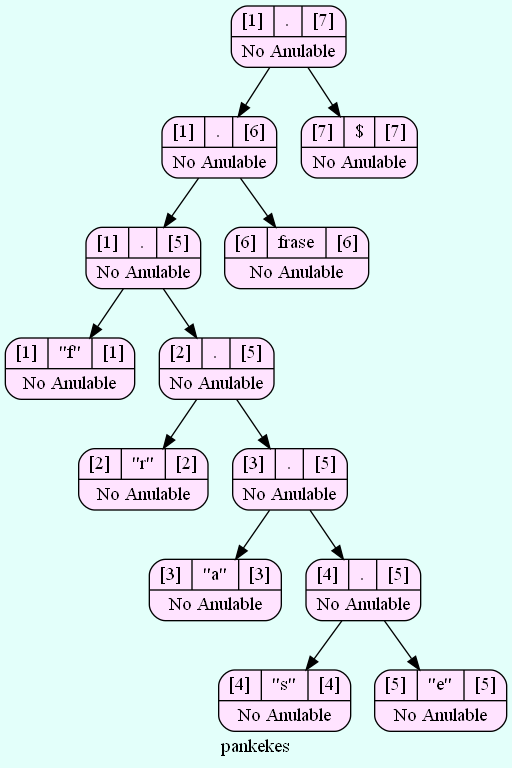 [1] . [7]
No Anulable
[1] . [6]
No Anulable
[7] $ [7]
No Anulable
[1] . [5]
No Anulable
[6] frase [6]
No Anulable
[1] "f" [1]
No Anulable
[2] . [5]
No Anulable
[2] "r" [2]
No Anulable
[3] . [5]
No Anulable
[3] "a" [3]
No Anulable
[4] . [5]
No Anulable
[4] "s" [4]
No Anulable
[5] "e" [5]
No Anulable
pankekes